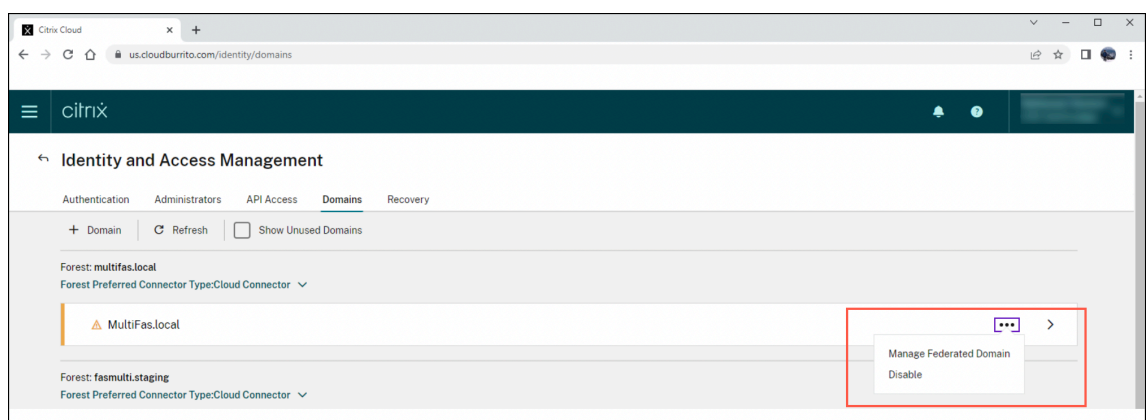 Citrix Cloud
us.cloudburrito.com/identity/domains
citrix
Identity and Access Management
Authentication Administrators API Access Domains Recovery
+ Domain Refresh Show Unused Domains
Forest: multifas.local
Forest Preferred Connector Type:Cloud Connector
MultiFas.local
Manage Federated Domain
Disable
Forest: fasmulti.staging
Forest Preferred Connector Type:Cloud Connector